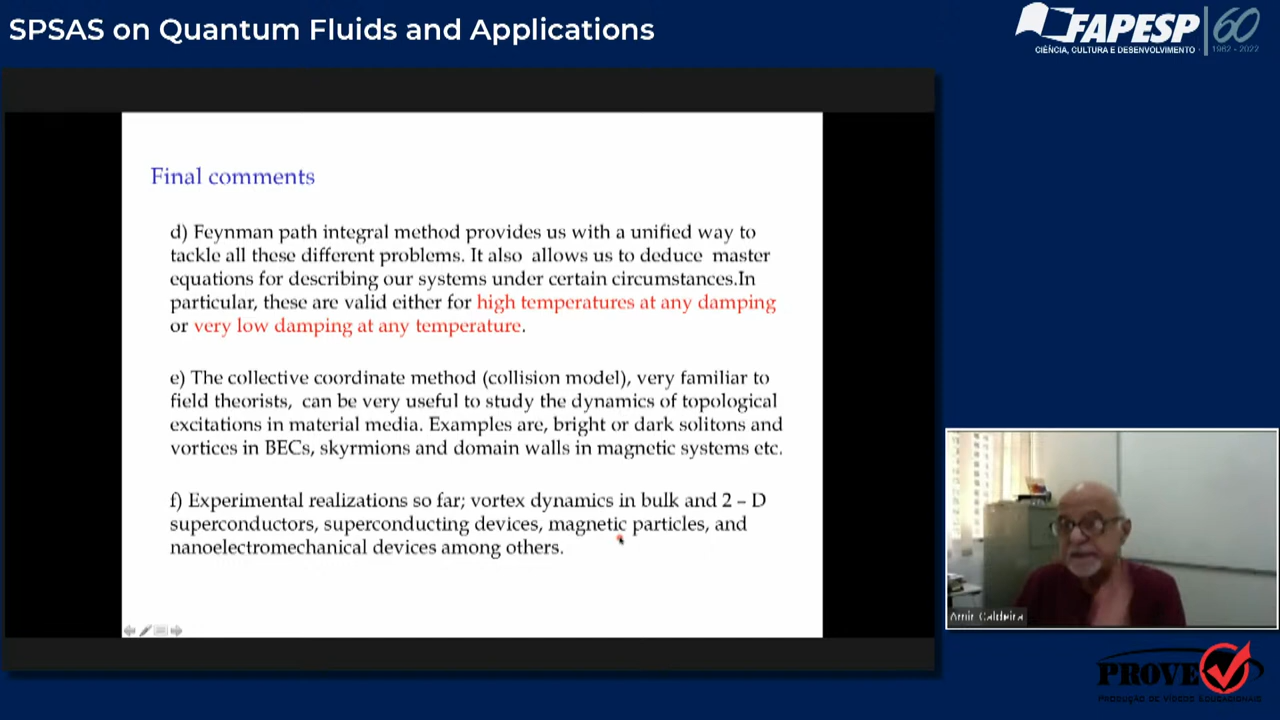 SPSAS on Quantum Fluids and Applications
FAPESP 60
CIÊNCIA, CULTURA E DESENVOLVIMENTO 1962 - 2022
Final comments
d) Feynman path integral method provides us with a unified way to
tackle all these different problems. It also allows us to deduce master
equations for describing our systems under certain circumstances.In
particular, these are valid either for high temperatures at any damping
or very low damping at any temperature.
e) The collective coordinate method (collision model), very familiar to
field theorists, can be very useful to study the dynamics of topological
excitations in material media. Examples are, bright or dark solitons and
vortices in BECs, skyrmions and domain walls in magnetic systems etc.
f) Experimental realizations so far; vortex dynamics in bulk and 2 – D
superconductors, superconducting devices, magnetic particles, and
nanoelectromechanical devices among others.
Amir Caldeira
PROVE
PRODUÇÃO DE VÍDEOS EDUCACIONAIS